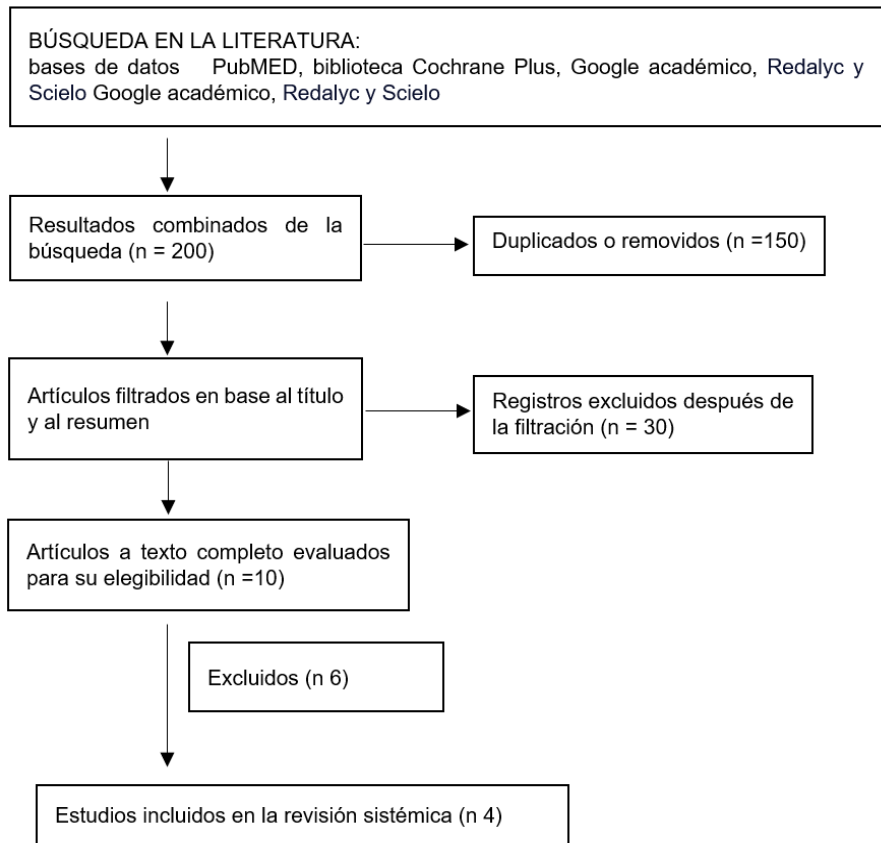 BÚSQUEDA EN LA LITERATURA:
bases de datos PubMED, biblioteca Cochrane Plus, Google académico, Redalyc y
Scielo Google académico, Redalyc y Scielo
Resultados combinados de la
búsqueda (n = 200)
Duplicados o removidos (n =150)
Artículos filtrados en base al título
y al resumen
Registros excluidos después de
la filtración (n = 30)
Artículos a texto completo evaluados
para su elegibilidad (n =10)
Excluidos (n 6)
Estudios incluidos en la revisión sistémica (n 4)